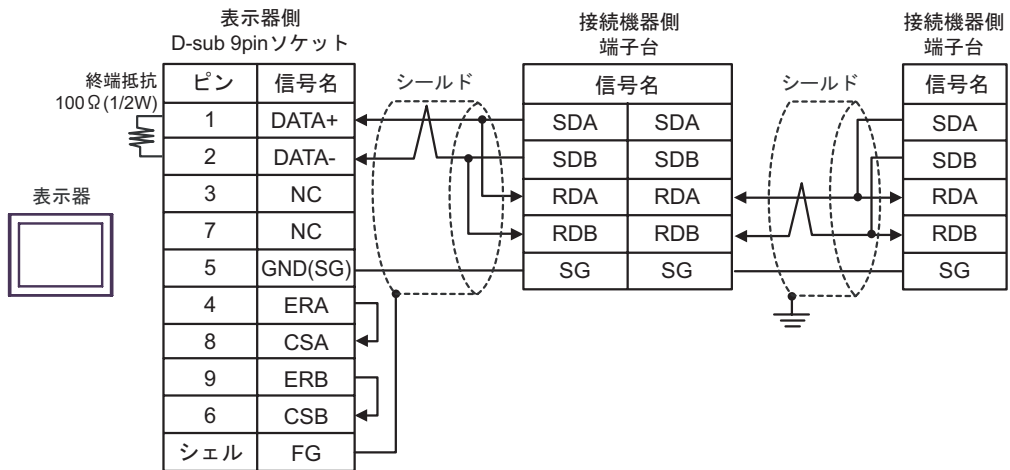 表示器側
D-sub 9pinソケット
終端抵抗
100Ω(1/2W)
表示器
ピン 信号名
1 DATA+
2 DATA-
3 NC
7 NC
5 GND(SG)
4 ERA
8 CSA
9 ERB
6 CSB
シェル FG
シールド
接続機器側
端子台
信号名
SDA SDA
SDB SDB
RDA RDA
RDB RDB
SG SG
シールド
接続機器側
端子台
信号名
SDA
SDB
RDA
RDB
SG